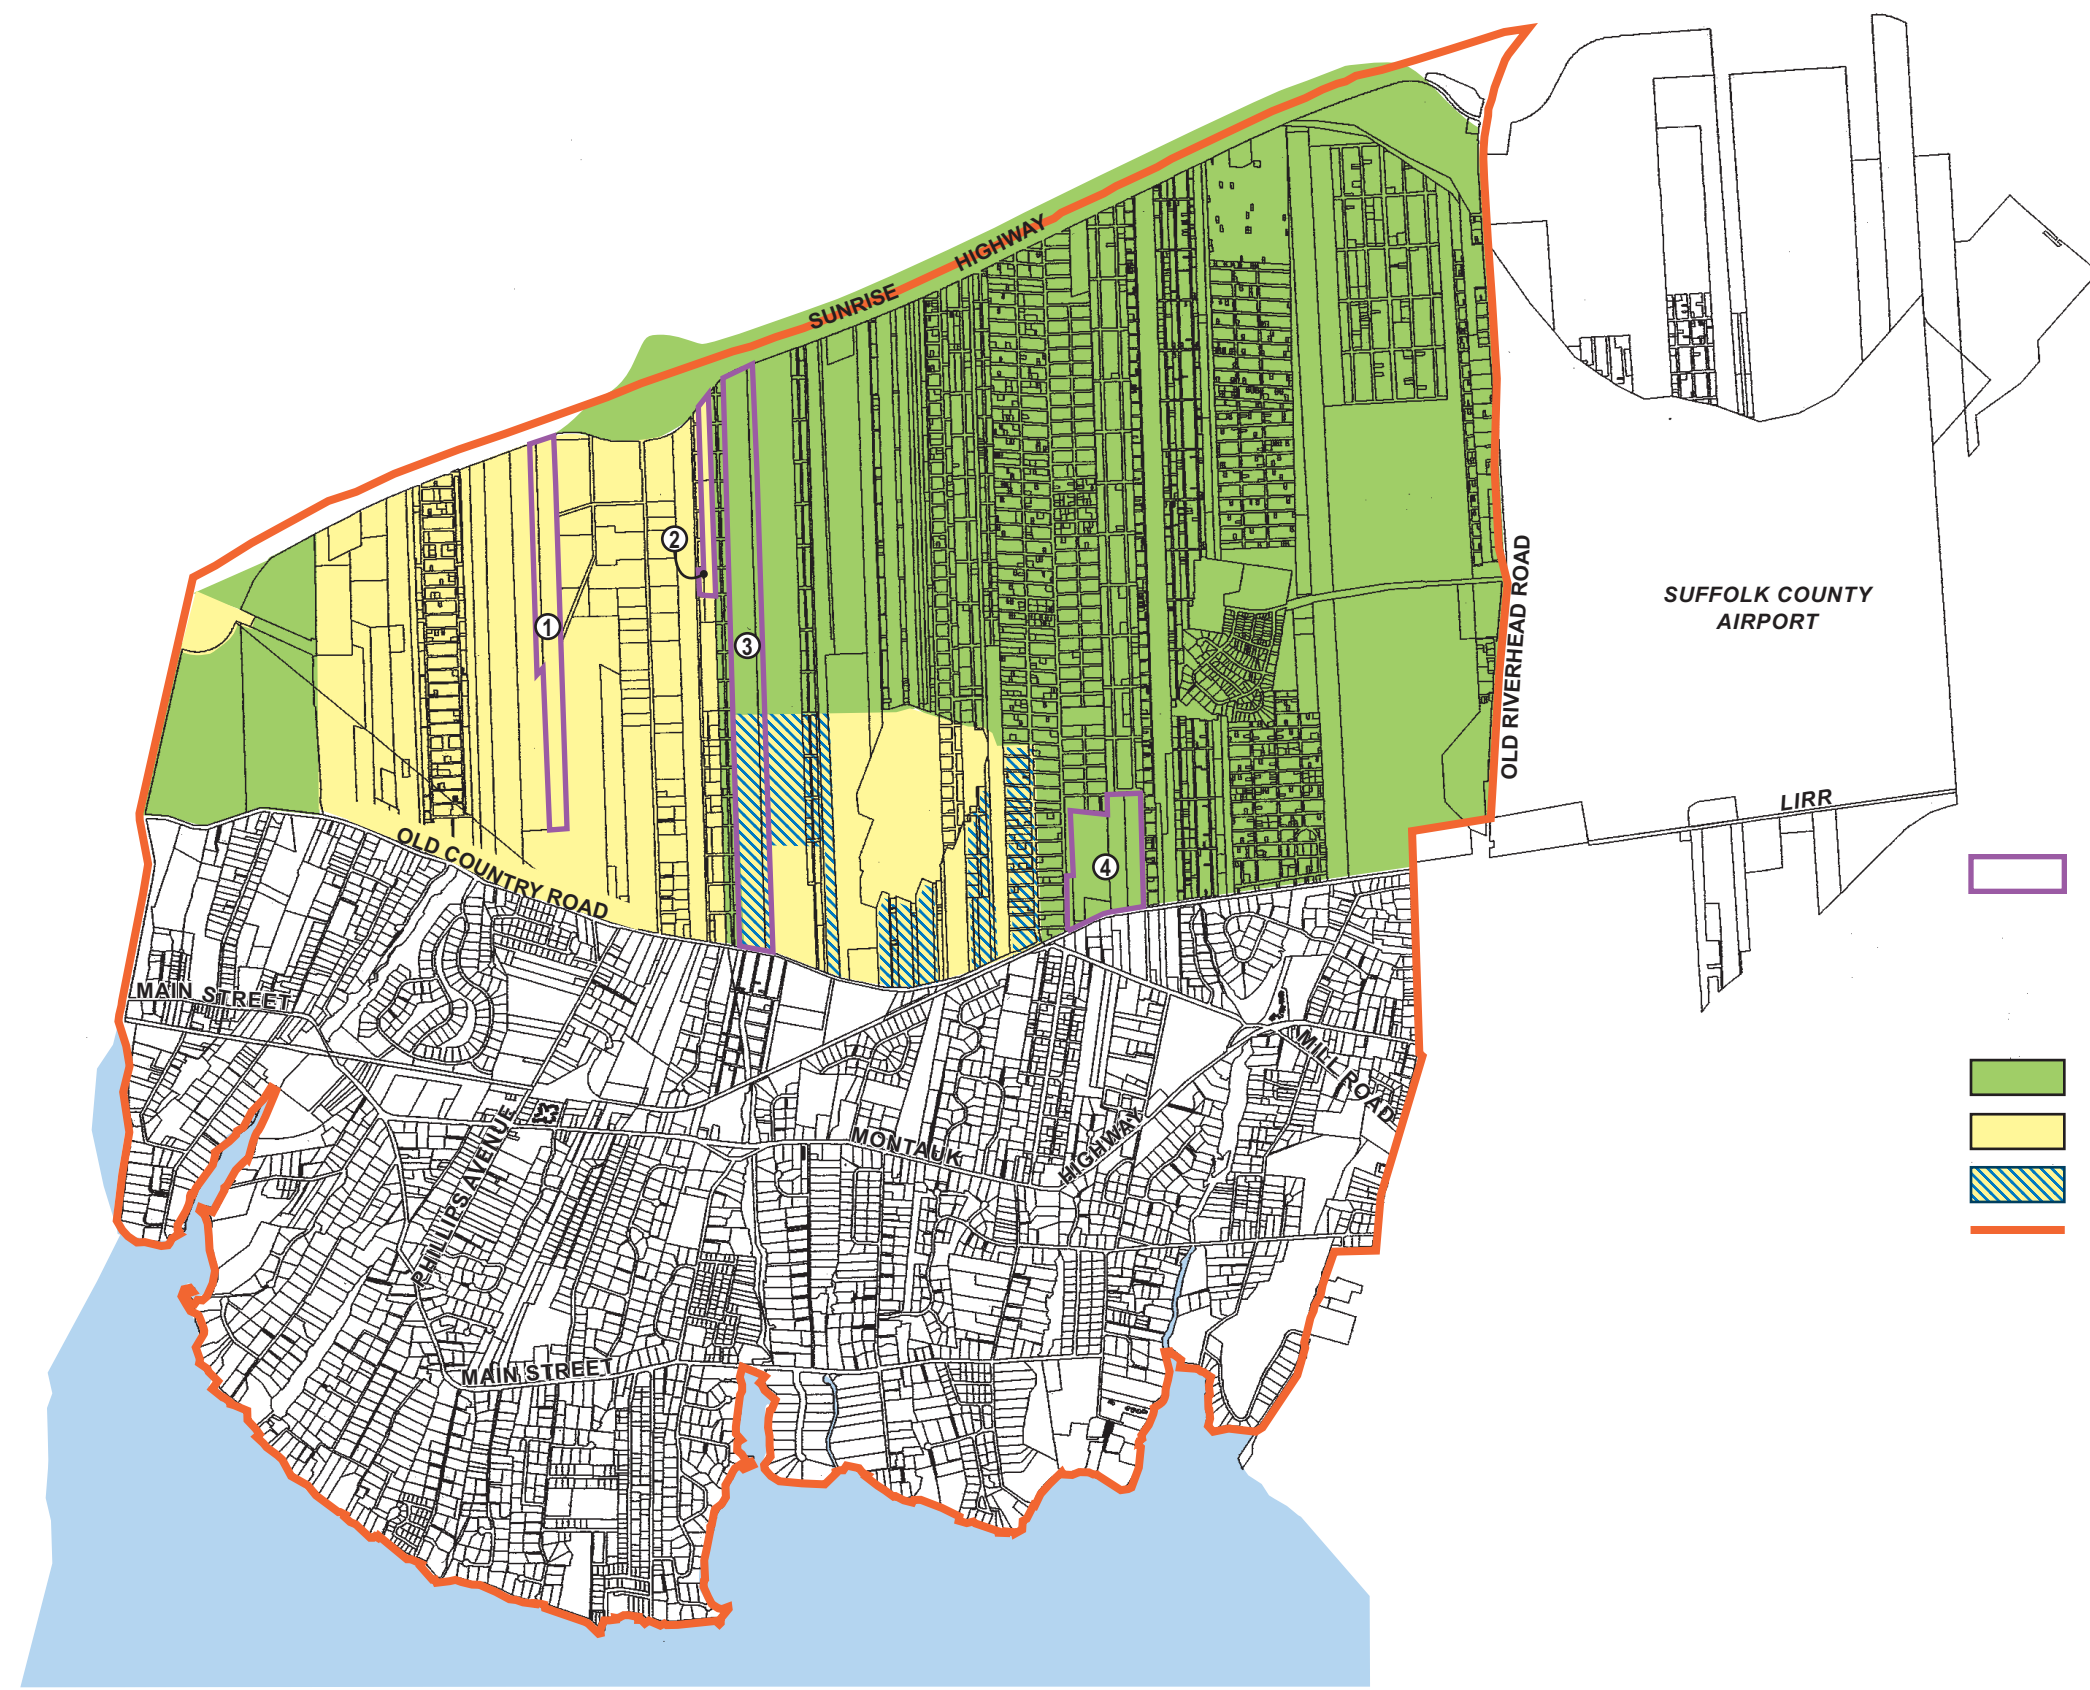 SUNRISE
HIGHWAY
2
1
3
4
OLD RIVERHEAD ROAD
SUFFOLK COUNTY
AIRPORT
LIRR
OLD COUNTRY ROAD
MAIN STREET
MILL ROAD
PHILLIPS AVENUE
MONTAUK
HIGHWAY
MAIN STREET